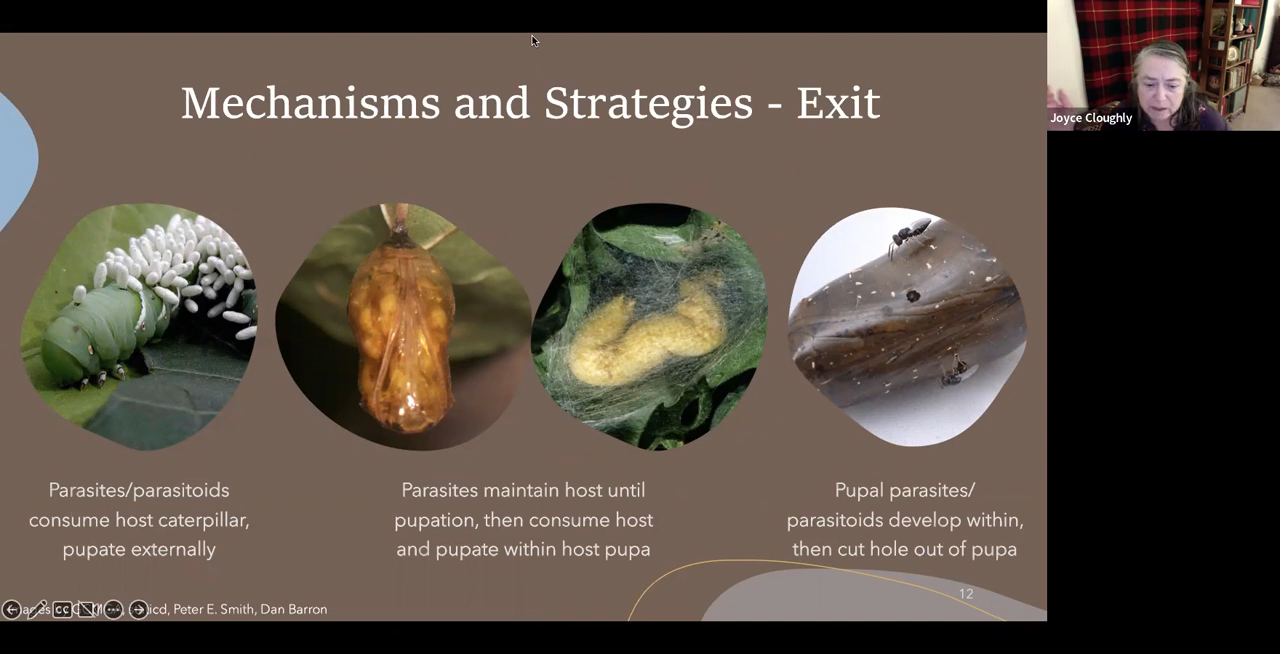 Mechanisms and Strategies - Exit
Joyce Cloughly
Parasites/parasitoids
consume host caterpillar,
pupate externally
Parasites maintain host until
pupation, then consume host
and pupate within host pupa
Pupal parasites/
parasitoids develop within,
then cut hole out of pupa
12
Peter E. Smith, Dan Barron